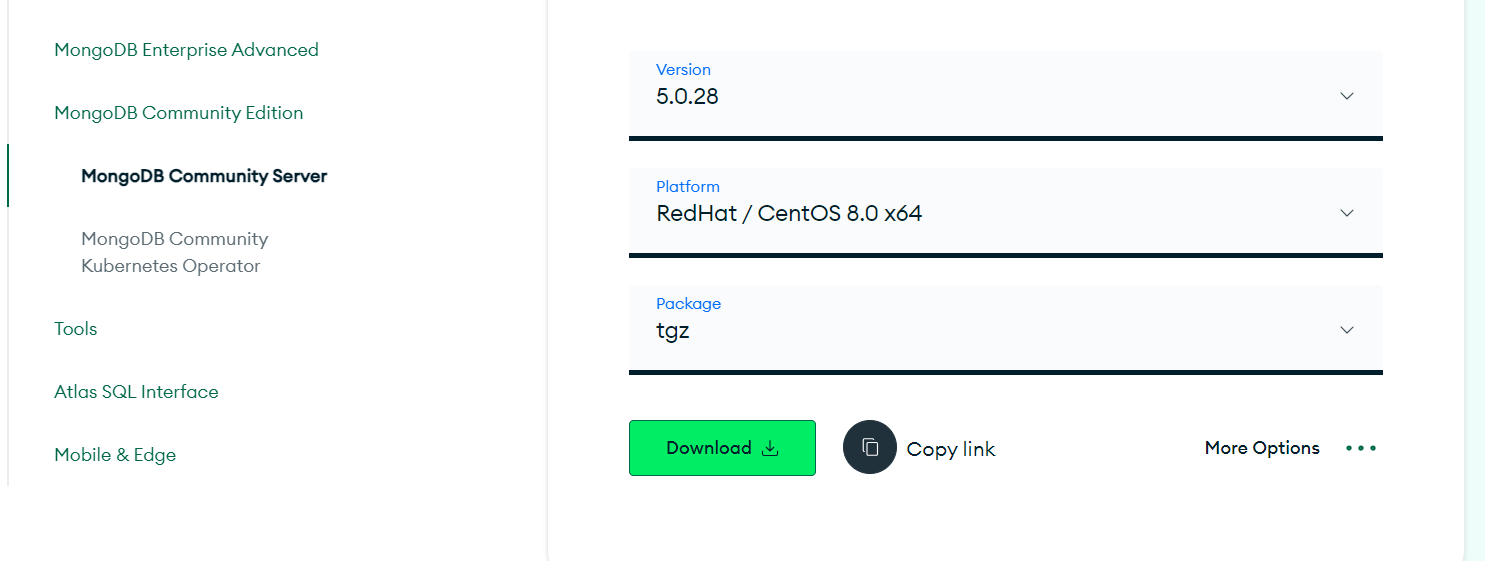 MongoDB Enterprise Advanced
MongoDB Community Edition
MongoDB Community Server
MongoDB Community
Kubernetes Operator
Tools
Atlas SQL Interface
Mobile & Edge
Version
5.0.28
Platform
RedHat / CentOS 8.0 x64
Package
tgz
Download
Copy link
More Options